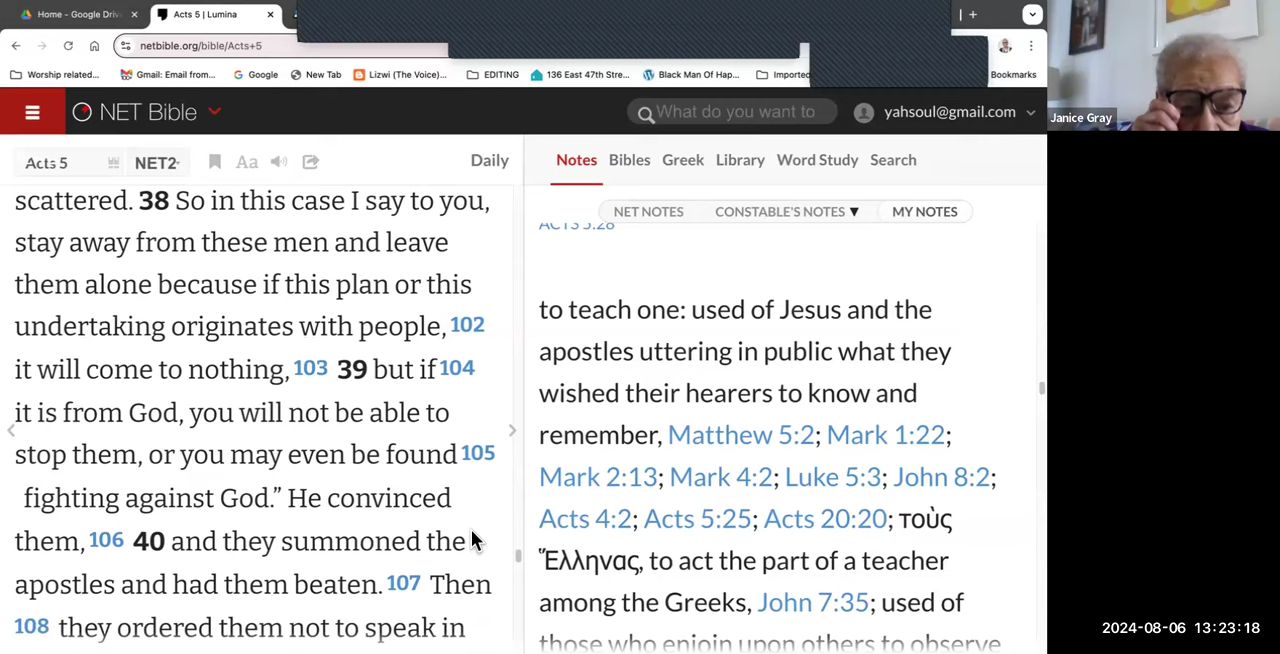 Home - Google Driv
Acts 5 | Lumina
netbible.org/bible/Acts+5
Worship related...
Gmail: Email from...
Google
New Tab
Lizwi (The Voice)...
EDITING
136 East 47th Stre...
Black Man Of Hap...
Imported
Bookmarks
NET Bible
What do you want to
yahsoul@gmail.com
Janice Gray
Acts 5
NET2
Aa
Daily
Notes Bibles Greek Library Word Study Search
NET NOTES CONSTABLE'S NOTES ▼ MY NOTES
scattered. 38 So in this case I say to you,
stay away from these men and leave
them alone because if this plan or this
undertaking originates with people, 102
it will come to nothing, 103 39 but if 104
it is from God, you will not be able to
stop them, or you may even be found 105
fighting against God.” He convinced
them, 106 40 and they summoned the
apostles and had them beaten. 107 Then
108 they ordered them not to speak in
ACTS 5:28
to teach one: used of Jesus and the
apostles uttering in public what they
wished their hearers to know and
remember, Matthew 5:2; Mark 1:22;
Mark 2:13; Mark 4:2; Luke 5:3; John 8:2;
Acts 4:2; Acts 5:25; Acts 20:20; τοὺς
Ἕλληνας, to act the part of a teacher
among the Greeks, John 7:35; used of
those who enjoin upon others to observe
2024-08-06 13:23:18